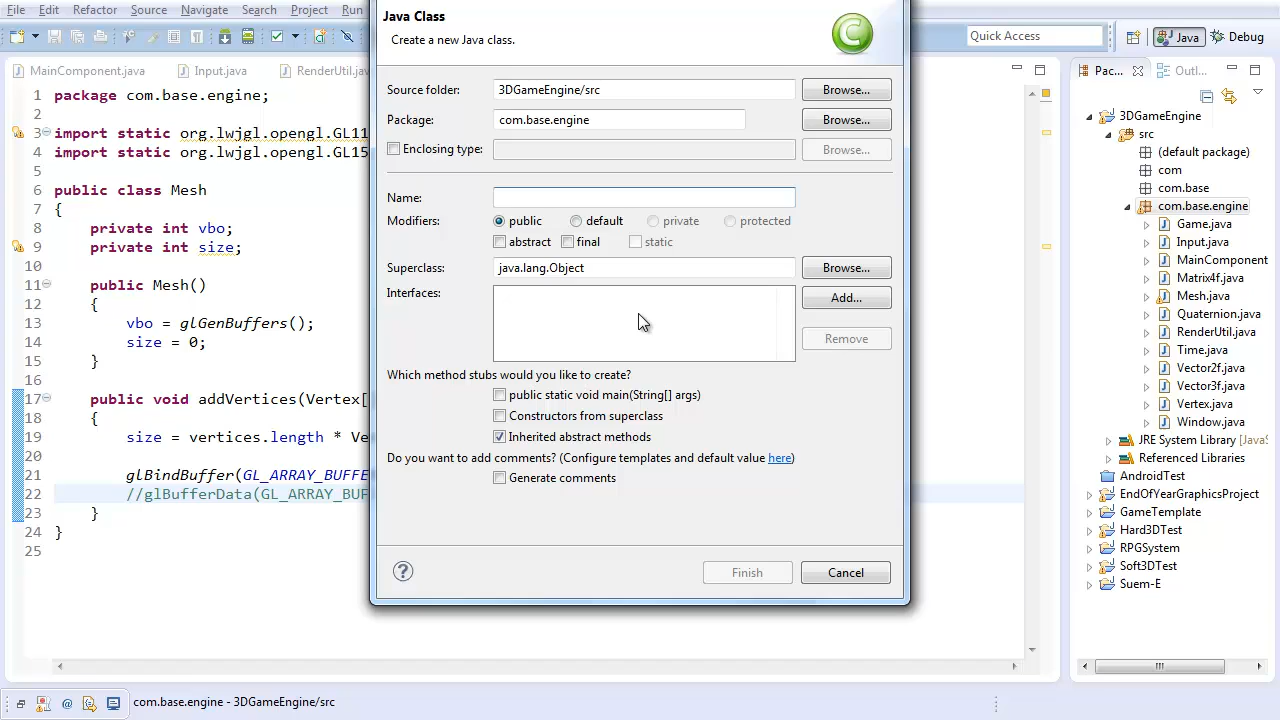 File Edit Refactoring Source Navigate Search Project Run
Quick Access
Java
Debug
MainComponent.java
Input.java
RenderUtil.jav
1 package com.base.engine;
2
3 import static org.lwjgl.opengl.GL11
4 import static org.lwjgl.opengl.GL15
5
6 public class Mesh
7 {
8 private int vbo;
9 private int size;
10
11 public Mesh()
12 {
13 vbo = glGenBuffers();
14 size = 0;
15 }
16
17 public void addVertices(Vertex[
18 {
19 size = vertices.length * Ve
20
21 glBindBuffer(GL_ARRAY_BUFFE
22 //glBufferData(GL_ARRAY_BUF
23 }
24 }
25
Java Class
Create a new Java class.
Source folder: 3DGameEngine/src Browse...
Package: com.base.engine Browse...
Enclosing type: Browse...
Name:
Modifiers: public default private protected
abstract final static
Superclass: java.lang.Object Browse...
Interfaces: Add...
Remove
Which method stubs would you like to create?
public static void main(String[] args)
Constructors from superclass
Inherited abstract methods
Do you want to add comments? (Configure templates and default value here)
Generate comments
? Finish Cancel
Pac...
Outl...
3DGameEngine
src
(default package)
com
com.base
com.base.engine
Game.java
Input.java
MainComponent
Matrix4f.java
Mesh.java
Quaternion.java
RenderUtil.java
Time.java
Vector2f.java
Vector3f.java
Vertex.java
Window.java
JRE System Library [JavaS
Referenced Libraries
AndroidTest
EndOfYearGraphicsProject
GameTemplate
Hard3DTest
RPGSystem
Soft3DTest
Suem-E
com.base.engine - 3DGameEngine/src